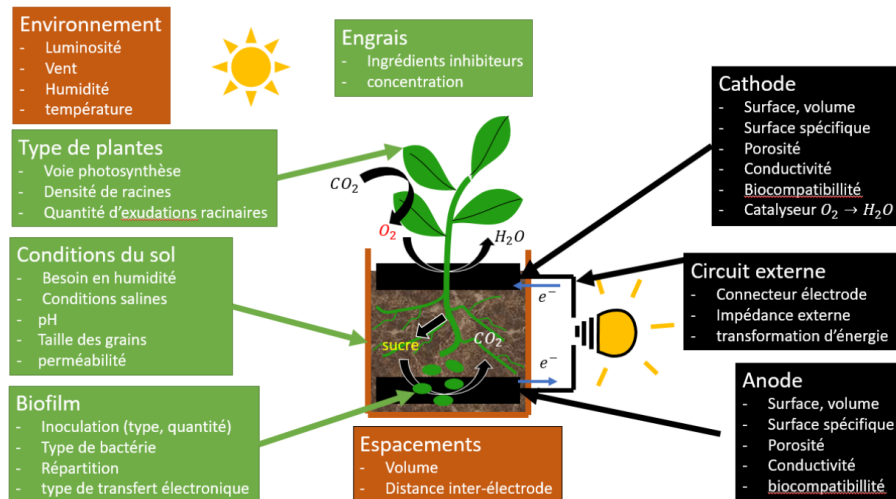 Environnement
- Luminosité
- Vent
- Humidité
- température
Engrais
- Ingrédients inhibiteurs
- concentration
Cathode
- Surface, volume
- Surface spécifique
- Porosité
- Conductivité
- Biocompatibillité
- Catalyseur O₂ → H₂O
Type de plantes
- Voie photosynthèse
- Densité de racines
- Quantité d'exudations racinaires
CO₂
O₂
H₂O
Conditions du sol
- Besoin en humidité
- Conditions salines
- pH
- Taille des grains
- perméabilité
e⁻
sucre
CO₂
e⁻
Circuit externe
- Connecteur électrode
- Impédance externe
- transformation d'énergie
Biofilm
- Inoculation (type, quantité)
- Type de bactérie
- Répartition
- type de transfert électronique
Espacements
- Volume
- Distance inter-électrode
Anode
- Surface, volume
- Surface spécifique
- Porosité
- Conductivité
- biocompatibillité